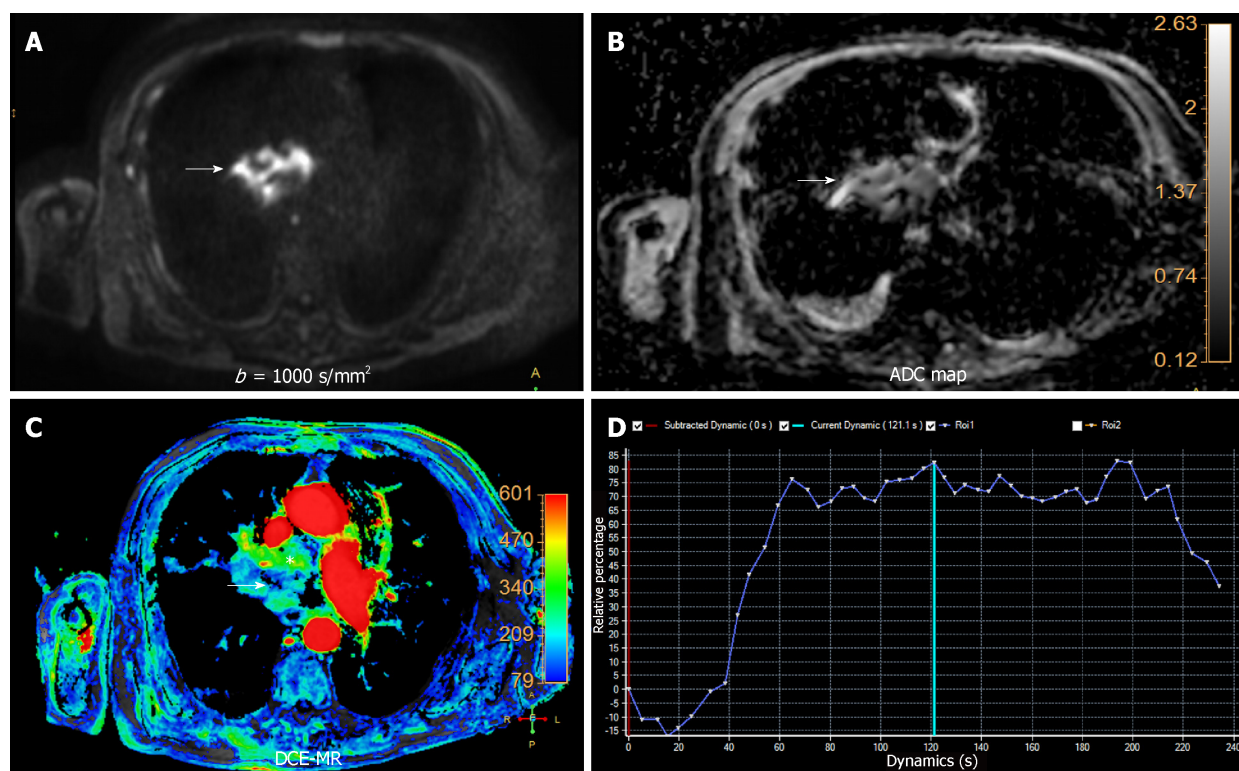 A
b = 1000 s/mm2
A
B
2.63
2
1.37
0.74
0.12
ADC map
A
C
601
470
340
209
79
A
R F L
P
*
DCE-MR
D
Subtracted Dynamic ( 0 s )
Current Dynamic ( 121.1 s )
Roi1
Roi2
Relative percentage
85
80
75
70
65
60
55
50
45
40
35
30
25
20
15
10
5
0
-5
-10
-15
0 20 40 60 80 100 120 140 160 180 200 220 240
Dynamics (s)